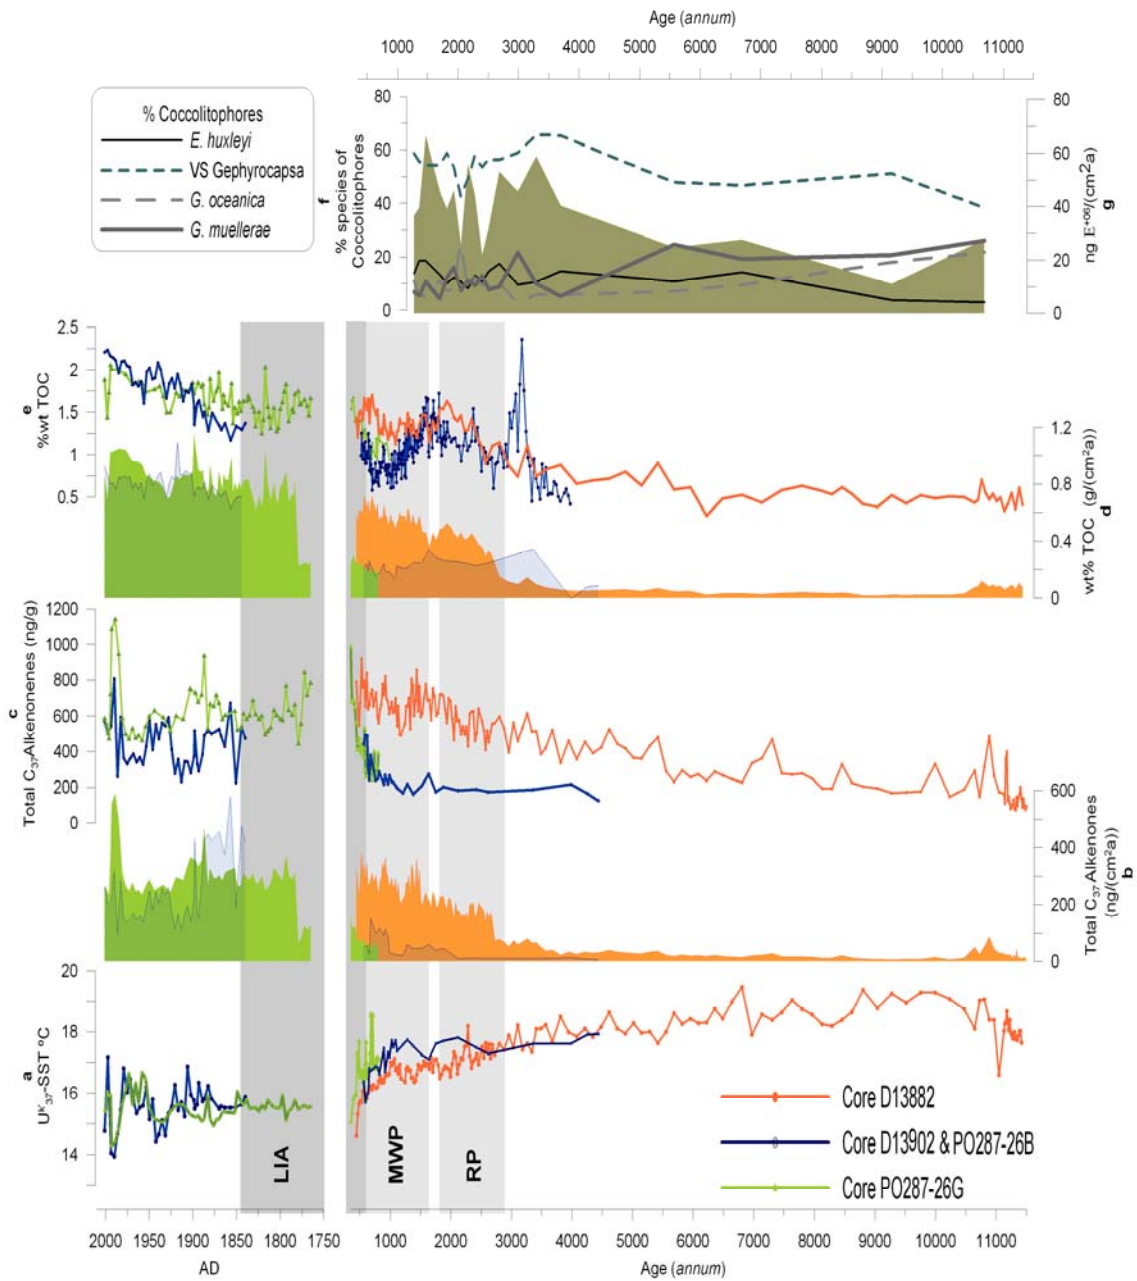 Age (annum)
1000 2000 3000 4000 5000 6000 7000 8000 9000 10000 11000
% Coccolitophores
E. huxleyi
VS Gephyrocapsa
G. oceanica
G. muellerae
80
60
40
20
0
f
% species of
Coccolitophores
80
60
40
20
0
g
ng E+06/(cm2a)
2.5
2
1.5
1
0.5
e
%wt TOC
1.2
0.8
0.4
0
wt% TOC (g/(cm²a))
d
1200
1000
800
600
400
200
0
c
Total C37Alkenonenes (ng/g)
600
400
200
0
Total C37 Alkenones
(ng/(cm²a)
b
20
18
16
14
a
UK'37-SST °C
LIA
MWP
RP
Core D13882
Core D13902 & PO287-26B
Core PO287-26G
2000 1950 1900 1850 1800 1750
AD
1000 2000 3000 4000 5000 6000 7000 8000 9000 10000 11000
Age (annum)